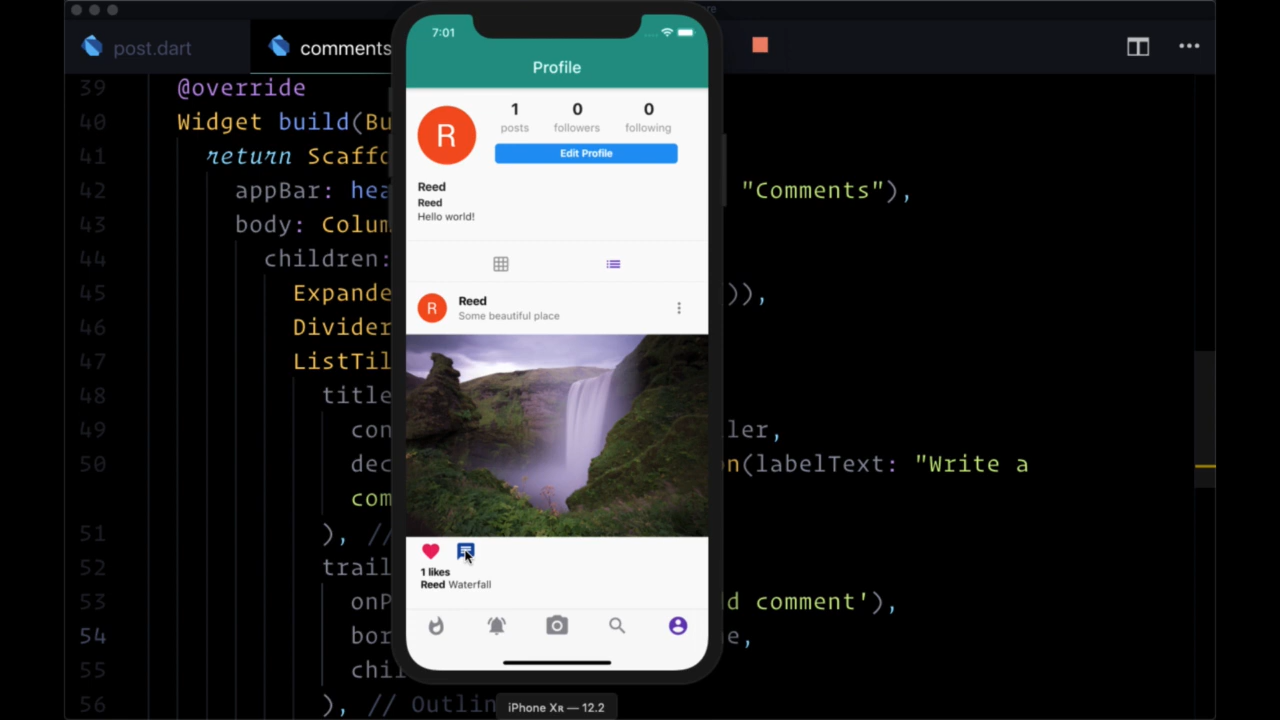 post.dart
comments
39 @override
40 Widget build(Bu
41 return Scaffo
42 appBar: hea "Comments"),
43 body: Colum
44 children:
45 Expande )),
46 Divider
47 ListTil
48 title
49 con ler,
50 dec n(labelText: "Write a
com
51 ), //
52 trail
53 onP d comment'),
54 bor e,
55 chil
56 ), // Outlin
7:01
Profile
1 0 0
posts followers following
Edit Profile
R
Reed
Reed
Hello world!
R
Reed
Some beautiful place
1 likes
Reed Waterfall
iPhone Xʀ — 12.2